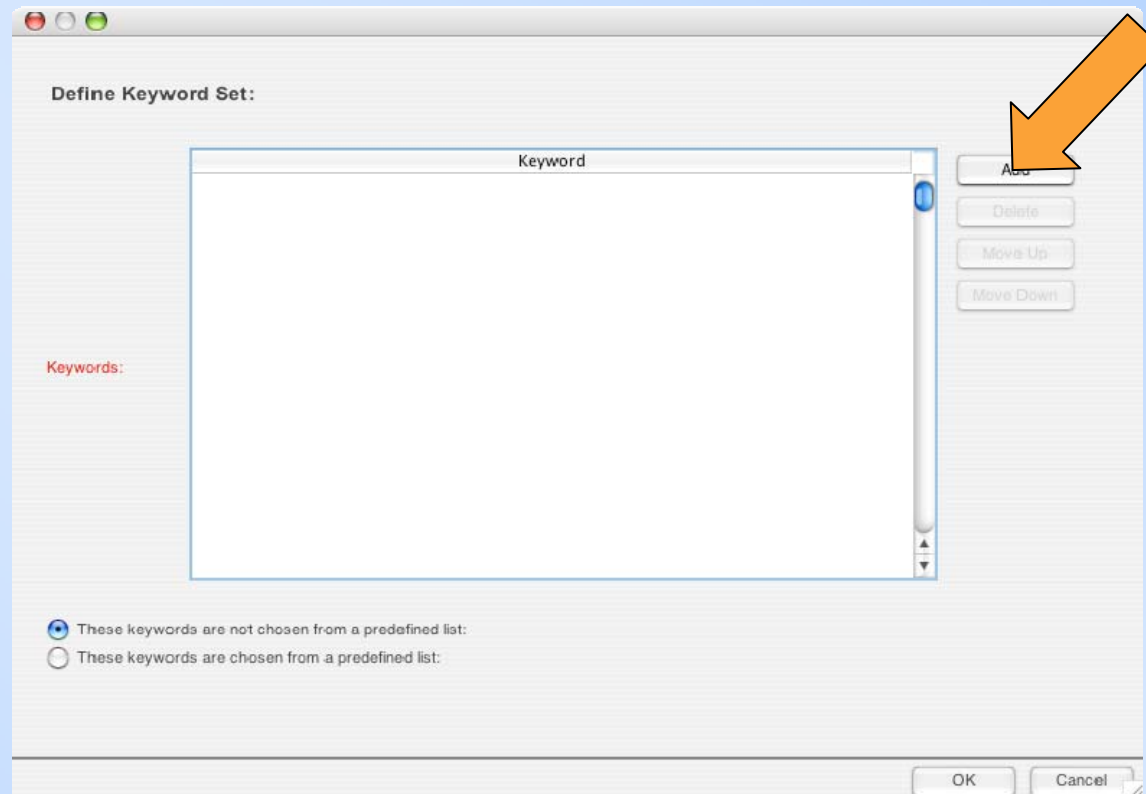 Define Keyword Set:
Keyword
Add
Delete
Move Up
Move Down
Keywords:
These keywords are not chosen from a predefined list:
These keywords are chosen from a predefined list:
OK Cancel